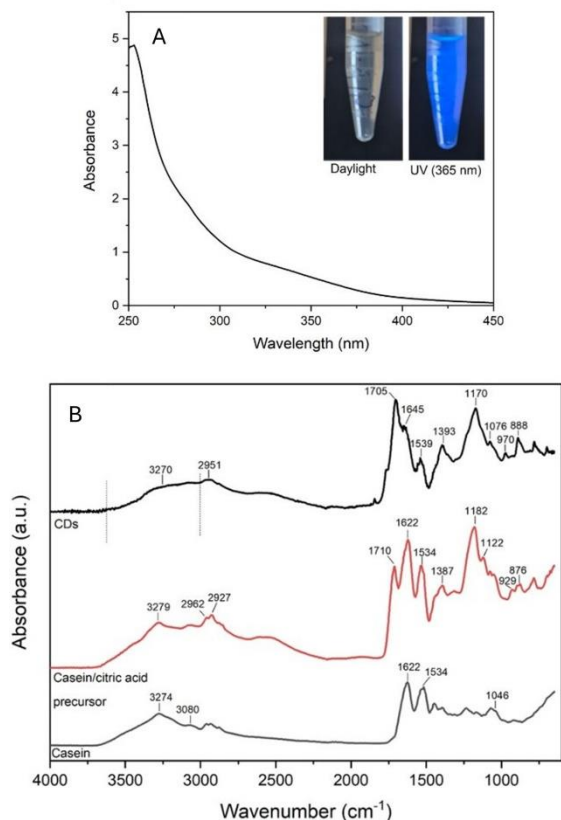 A
Absorbance
5
4
3
2
1
0
250 300 350 400 450
Wavelength (nm)
Daylight
UV (365 nm)
B
Absorbance (a.u.)
1705
1645
1539
1393
1170
1076
970
888
3270
2951
CDs
1710
1622
1534
1387
1182
1122
929
876
3279
2962
2927
Casein/citric acid
precursor
3274
3080
1622
1534
1046
Casein
4000 3500 3000 2500 2000 1500 1000
Wavenumber (cm⁻¹)